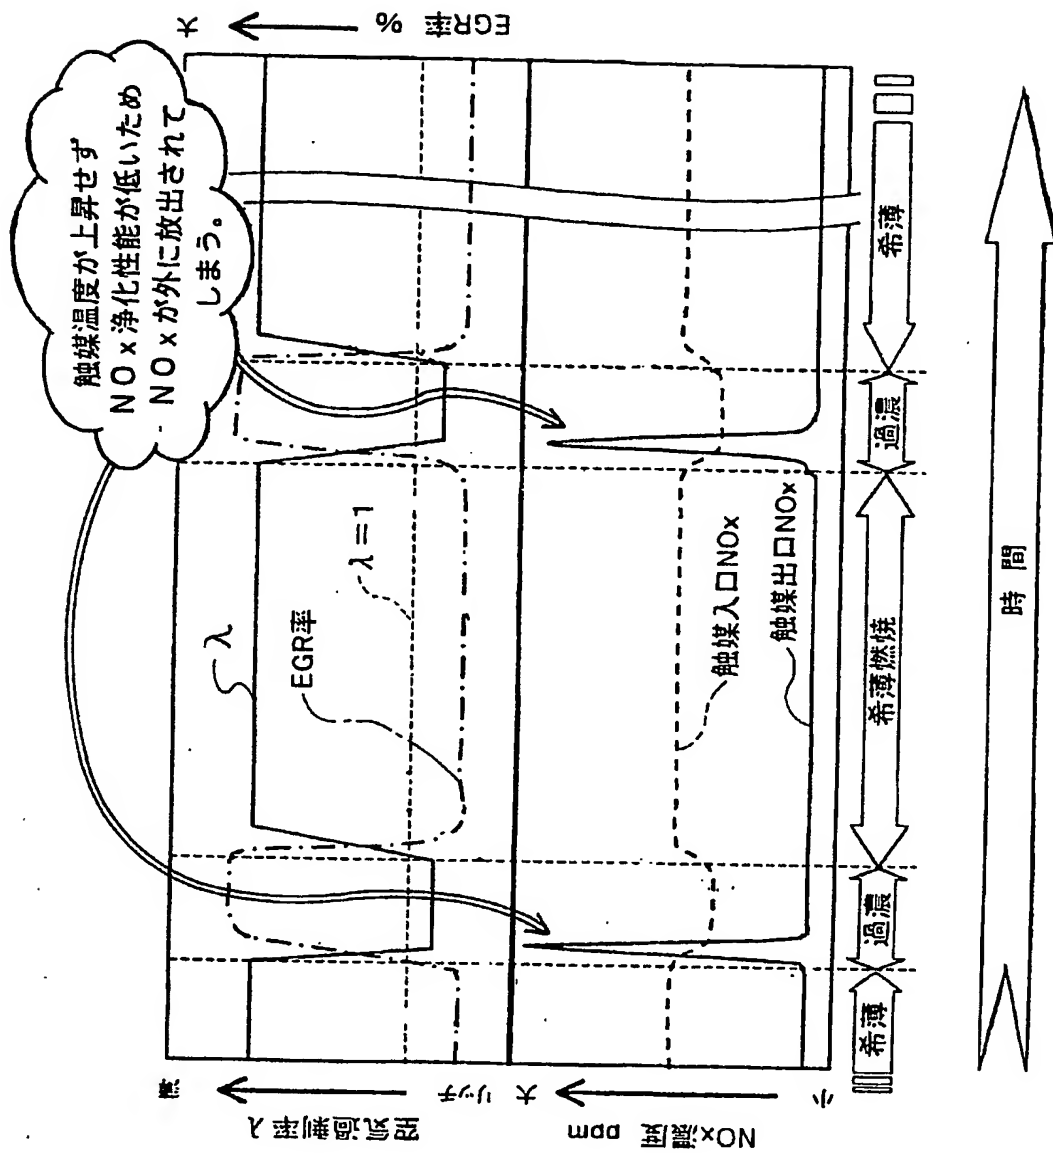 触媒温度が上昇せず
NOx浄化性能が低いため
NOxが外に放出されて
しまう。
大
EGR率 %
薄
空気過剰率 λ
リッチ
大
NOx濃度 ppm
小
λ
λ=1
EGR率
触媒入口NOx
触媒出口NOx
希薄
過濃
希薄燃焼
過濃
希薄
時間